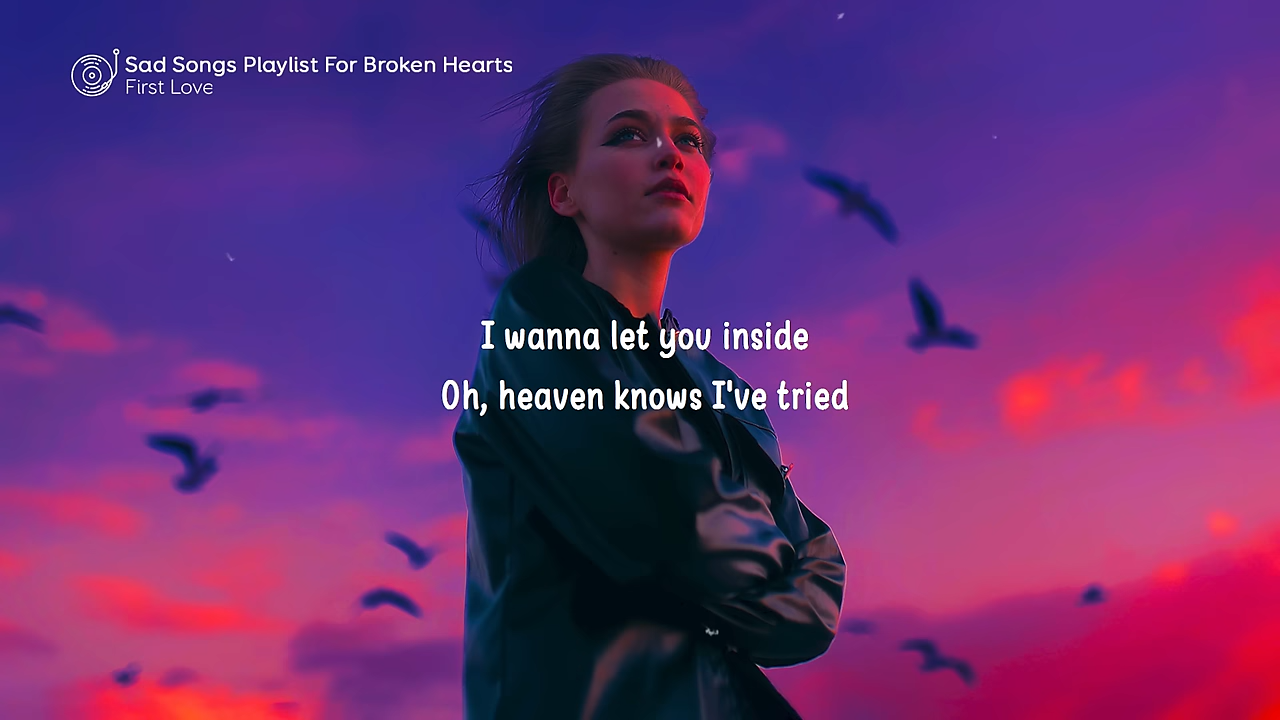 Sad Songs Playlist For Broken Hearts
First Love
I wanna let you inside
Oh, heaven knows I've tried